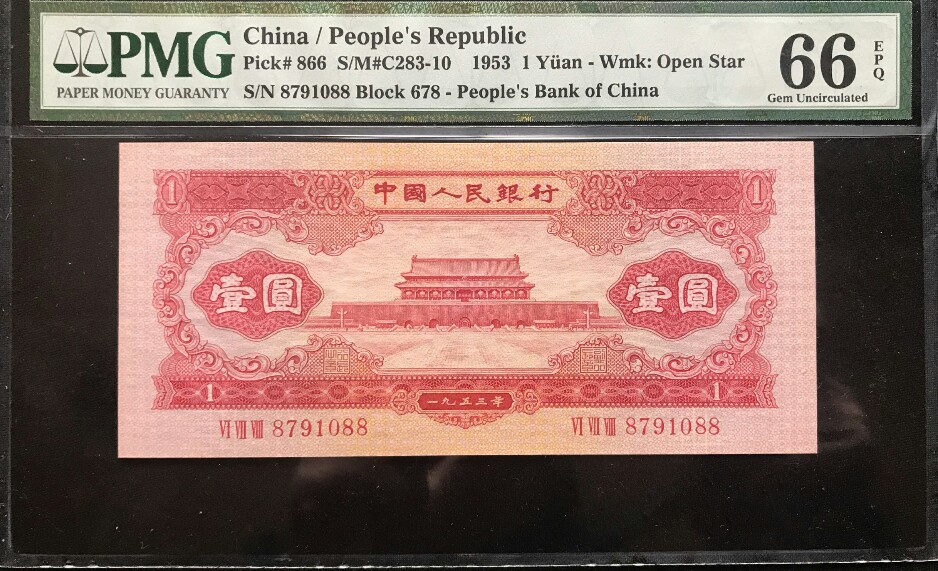 PMG
PAPER MONEY GUARANTY
China / People's Republic
Pick# 866 S/M#C283-10 1953 1 Yüan - Wmk: Open Star
S/N 8791088 Block 678 - People's Bank of China
66 EPQ
Gem Uncirculated
1 中國人民銀行 1
壹圓 壹圓
1 一九五三年 1
VI VII VIII 8791088 VI VII VIII 8791088